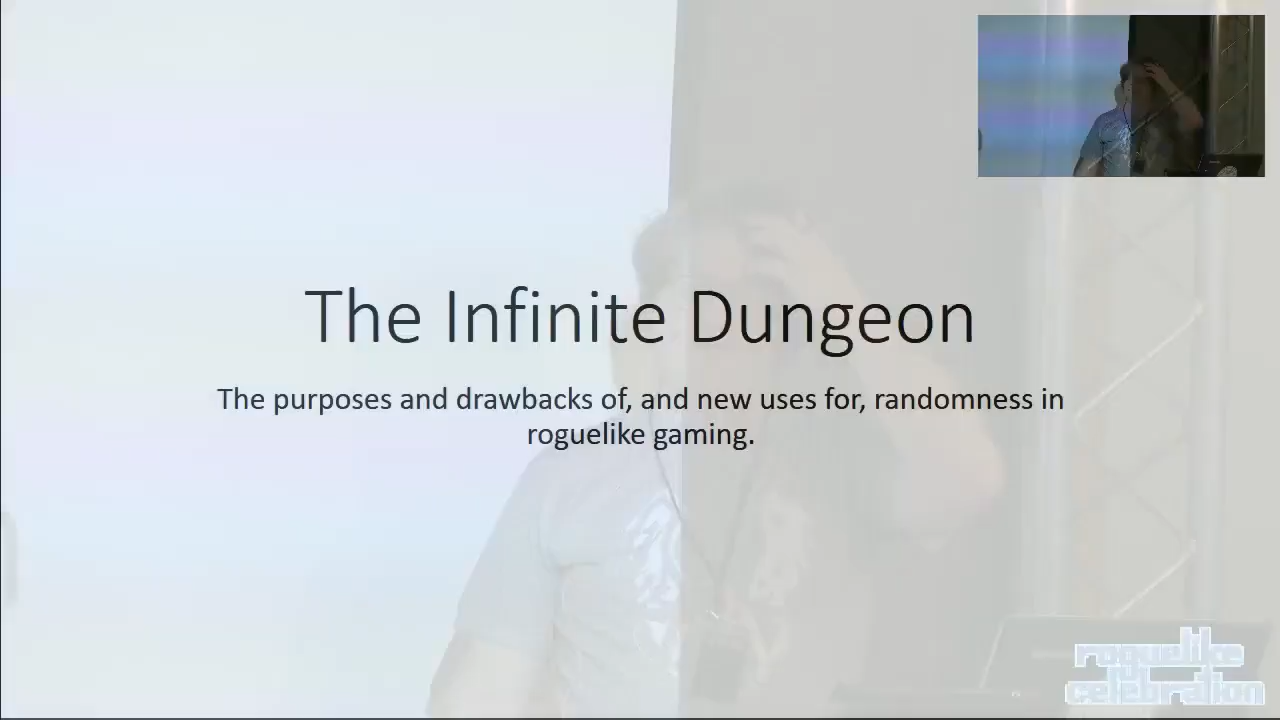 The Infinite Dungeon
The purposes and drawbacks of, and new uses for, randomness in
roguelike gaming.
roguelike
celebration